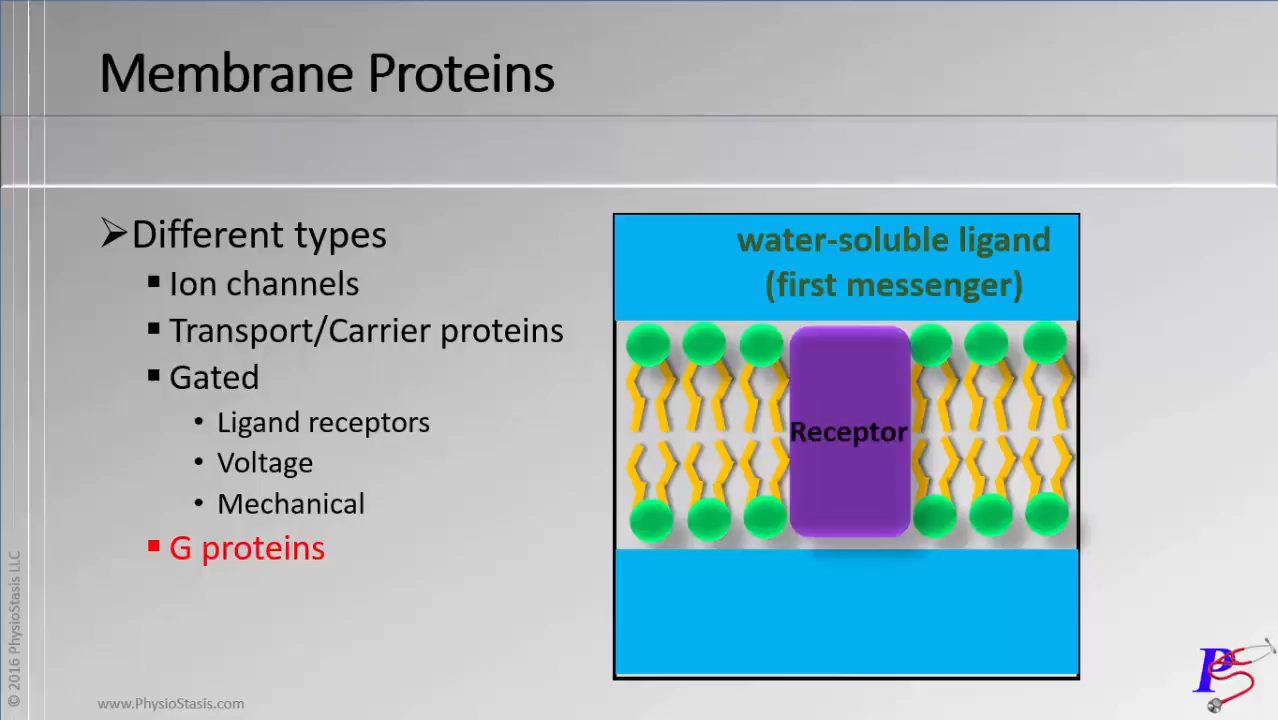 Membrane Proteins
Different types
Ion channels
Transport/Carrier proteins
Gated
Ligand receptors
Voltage
Mechanical
G proteins
water-soluble ligand
(first messenger)
Receptor
© 2016 PhysioStasis LLC
www.PhysioStasis.com
PS